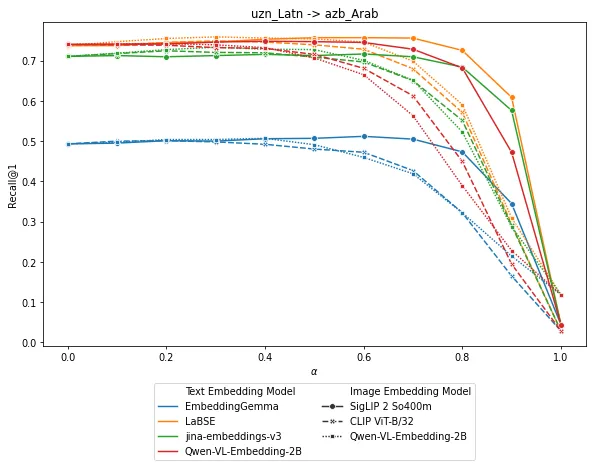 uzn_Latn -> azb_Arab
Recall@1
0.7
0.6
0.5
0.4
0.3
0.2
0.1
0.0
0.0 0.2 0.4 0.6 0.8 1.0
α
Text Embedding Model Image Embedding Model
EmbeddingGemma SigLIP 2 So400m
LaBSE CLIP ViT-B/32
jina-embeddings-v3 Qwen-VL-Embedding-2B
Qwen-VL-Embedding-2B